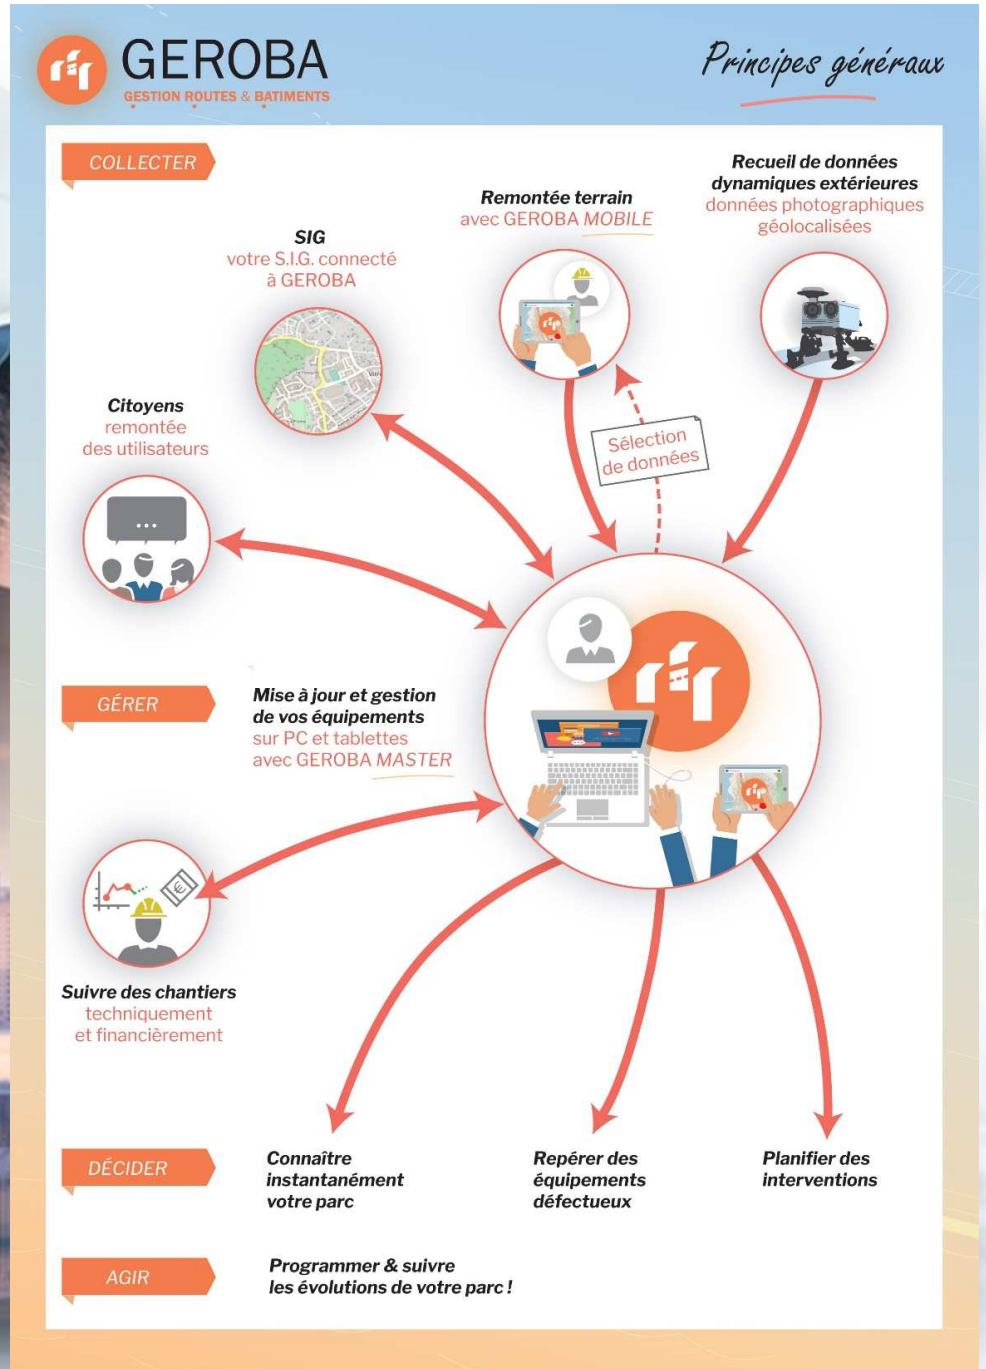 GEROBA
GESTION ROUTES & BATIMENTS
Principes généraux
COLLECTER
Recueil de données
dynamiques extérieures
données photographiques
géolocalisées
Remontée terrain
avec GEROBA MOBILE
SIG
votre S.I.G. connecté
à GEROBA
Citoyens
remontée
des utilisateurs
...
Sélection
de données
GÉRER
Mise à jour et gestion
de vos équipements
sur PC et tablettes
avec GEROBA MASTER
€
Suivre des chantiers
techniquement
et financièrement
DÉCIDER
Connaître
instantanément
votre parc
Repérer des
équipements
défectueux
Planifier des
interventions
AGIR
Programmer & suivre
les évolutions de votre parc !